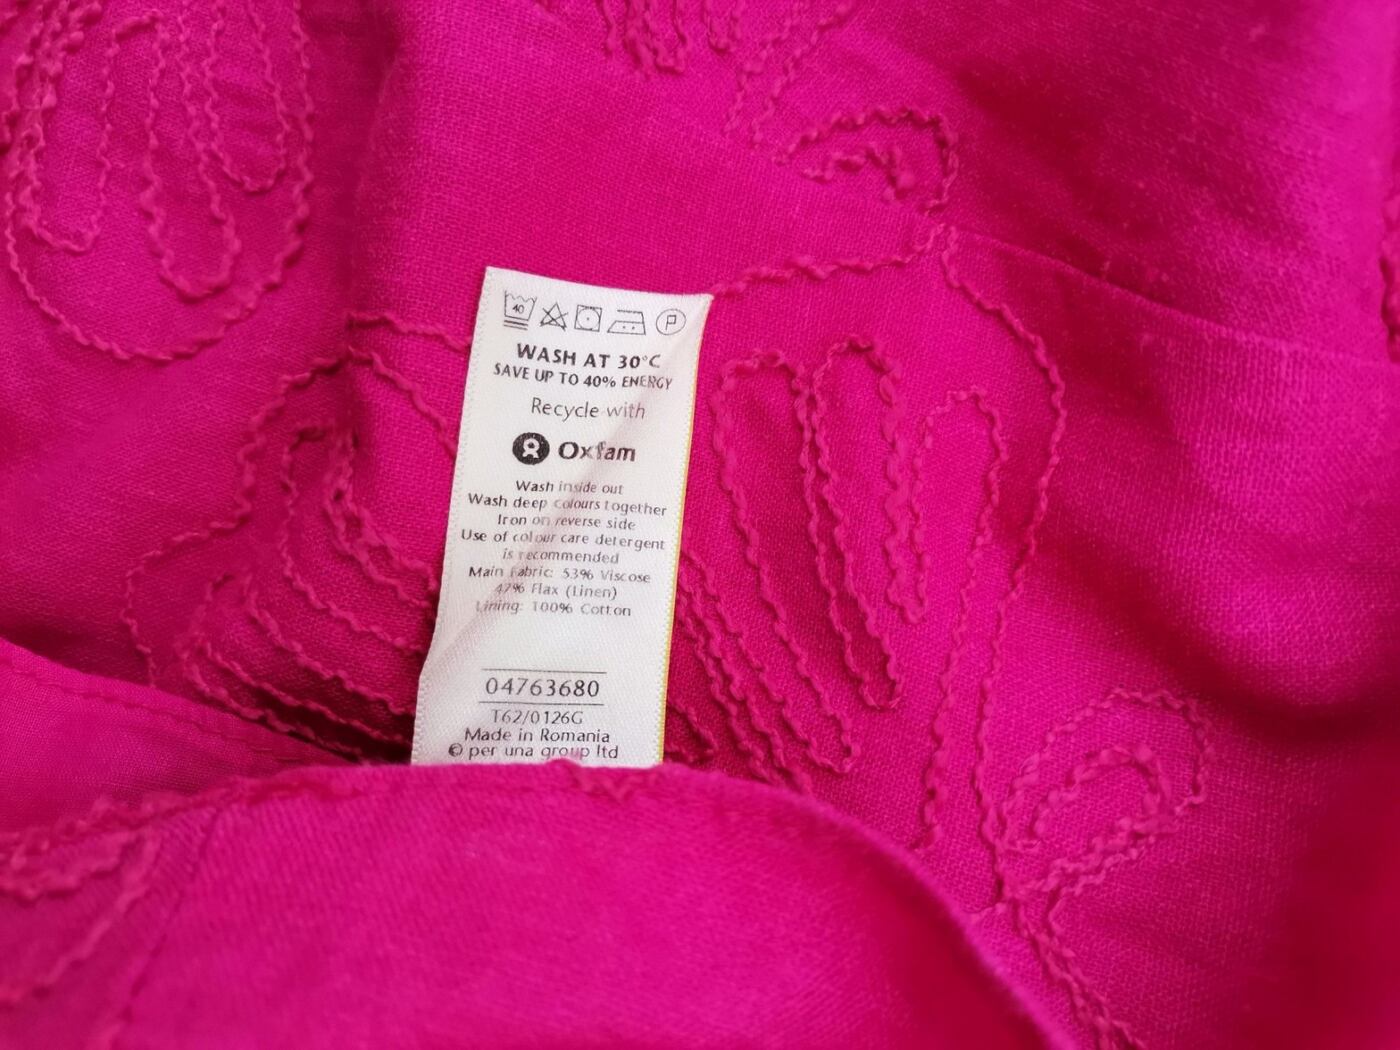 40 P
WASH AT 30°C
SAVE UP TO 40% ENERGY
Recycle with
Oxfam
Wash inside out
Wash deep colours together
Iron on reverse side
Use of colour care detergent
is recommended
Main Fabric: 53% Viscose
47% Flax (Linen)
Lining: 100% Cotton
04763680
T62/0126G
Made in Romania
© per una group ltd